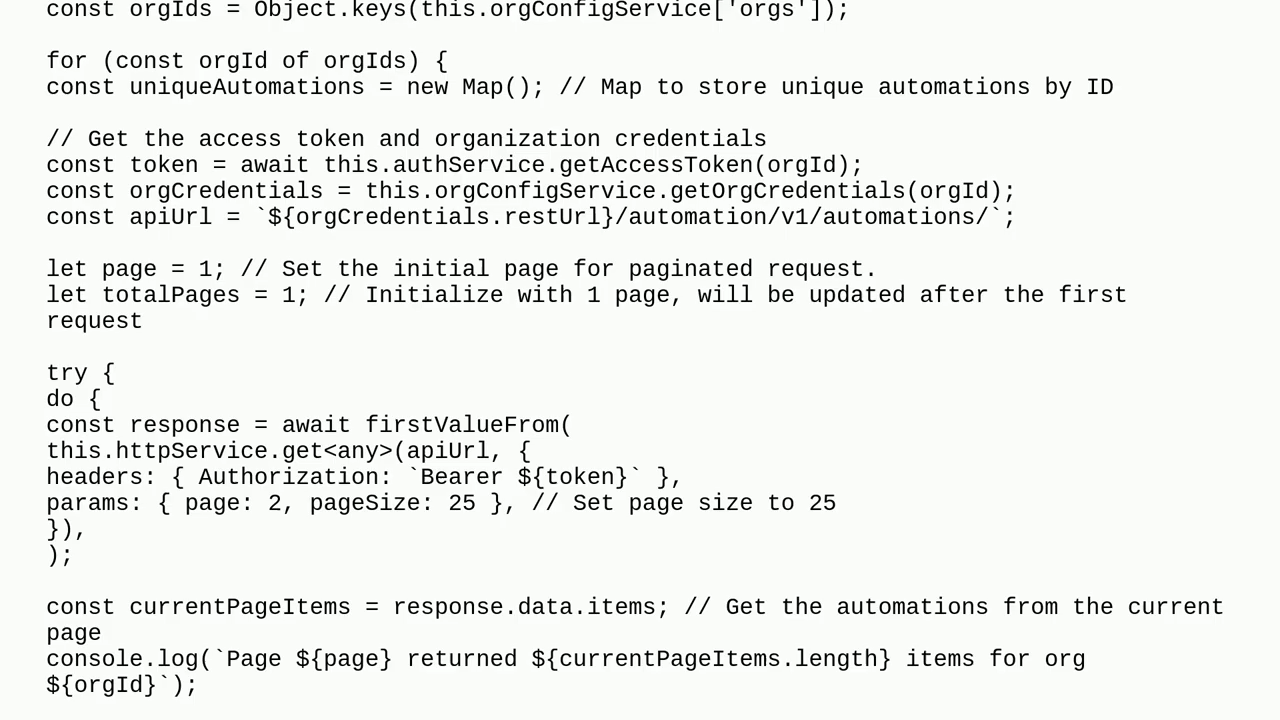 const orgIds = Object.keys(this.orgConfigService['orgs']);
for (const orgId of orgIds) {
const uniqueAutomations = new Map(); // Map to store unique automations by ID
// Get the access token and organization credentials
const token = await this.authService.getAccessToken(orgId);
const orgCredentials = this.orgConfigService.getOrgCredentials(orgId);
const apiUrl = `${orgCredentials.restUrl}/automation/v1/automations/`;
let page = 1; // Set the initial page for paginated request.
let totalPages = 1; // Initialize with 1 page, will be updated after the first
request
try {
do {
const response = await firstValueFrom(
this.httpService.get<any>(apiUrl, {
headers: { Authorization: `Bearer ${token}` },
params: { page: 2, pageSize: 25 }, // Set page size to 25
}),
);
const currentPageItems = response.data.items; // Get the automations from the current
page
console.log(`Page ${page} returned ${currentPageItems.length} items for org
${orgId}`);